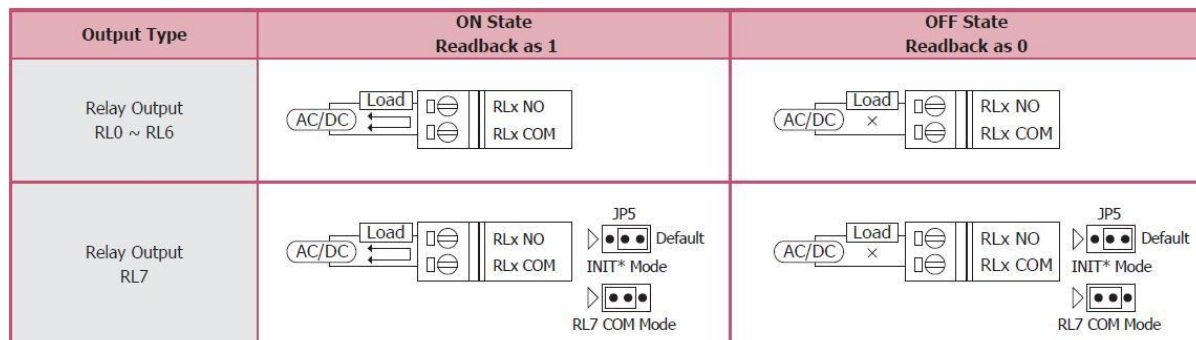 Output Type
ON State
Readback as 1
OFF State
Readback as 0
Relay Output
RL0 ~ RL6
AC/DC
Load
RLx NO
RLx COM
AC/DC
Load
×
RLx NO
RLx COM
Relay Output
RL7
AC/DC
Load
RLx NO
RLx COM
JP5
Default
INIT* Mode
RL7 COM Mode
AC/DC
Load
×
RLx NO
RLx COM
JP5
Default
INIT* Mode
RL7 COM Mode